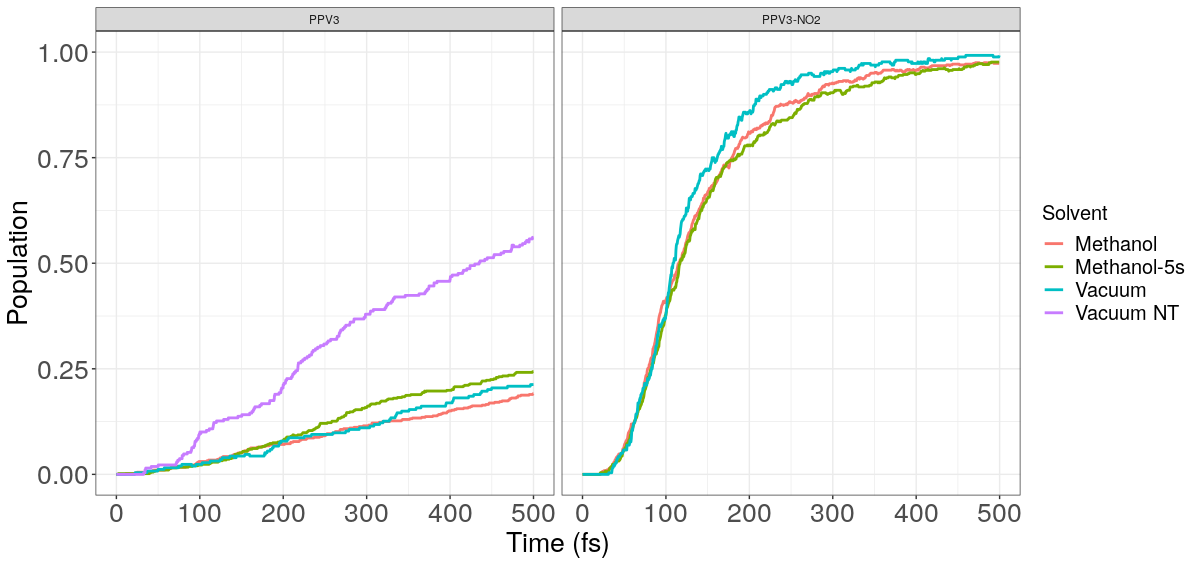 PPV3
PPV3-NO2
Population
1.00
0.75
0.50
0.25
0.00
0 100 200 300 400 500
0 100 200 300 400 500
Time (fs)
Solvent
Methanol
Methanol-5s
Vacuum
Vacuum NT